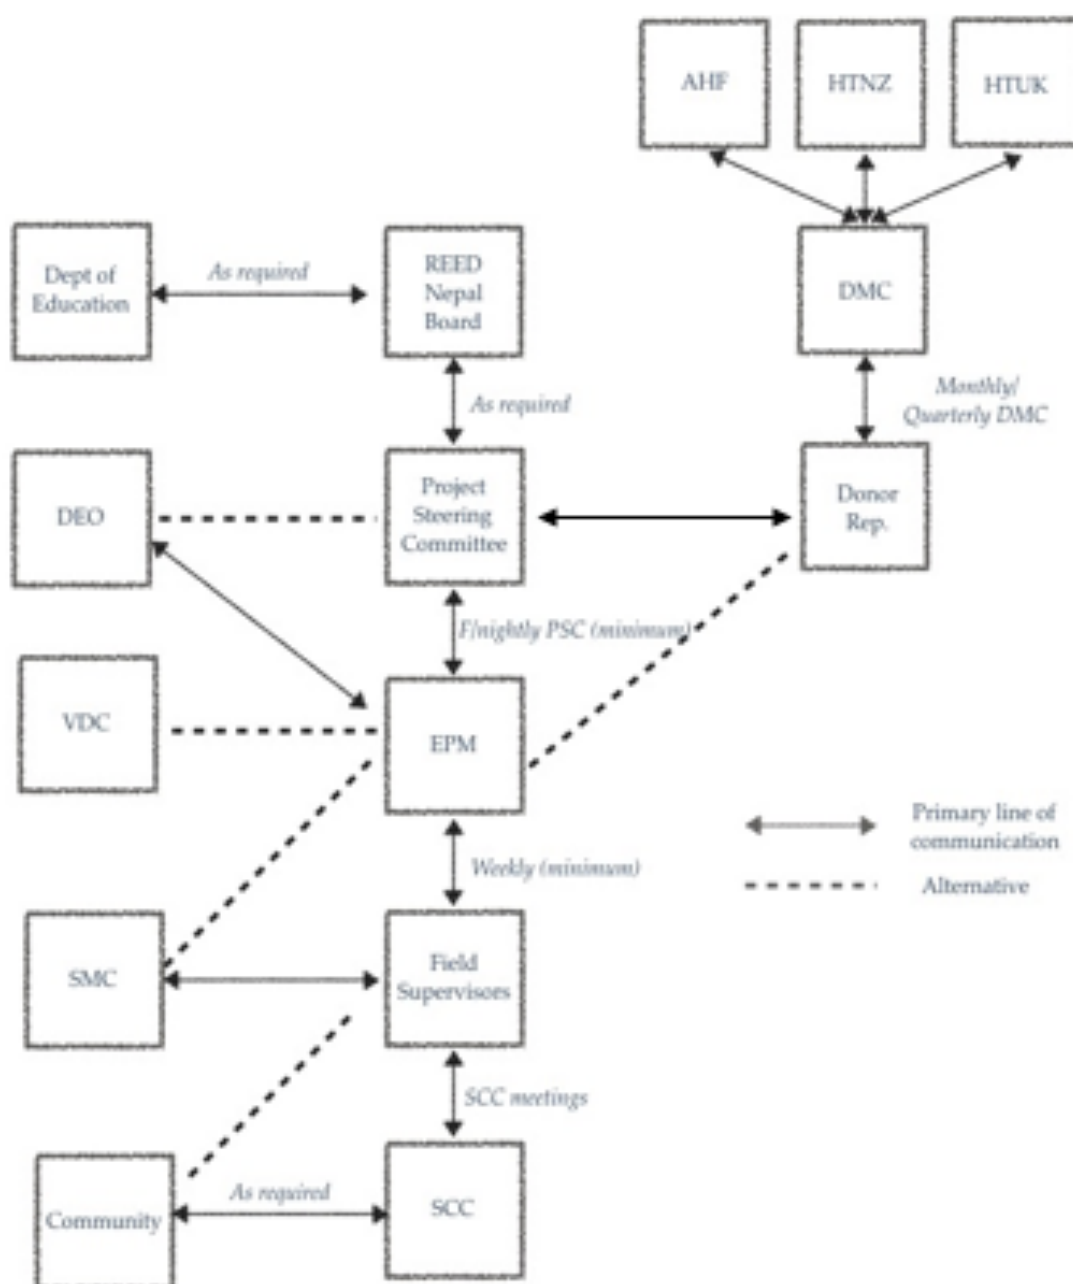 AHF
HTNZ
HTUK
Dept of
Education
As required
REED
Nepal
Board
DMC
As required
Monthly/
Quarterly DMC
DEO
Project
Steering
Committee
Donor
Rep.
F/nightly PSC (minimum)
VDC
EPM
Primary line of
communication
Weekly (minimum)
Alternative
SMC
Field
Supervisors
SCC meetings
Community
As required
SCC